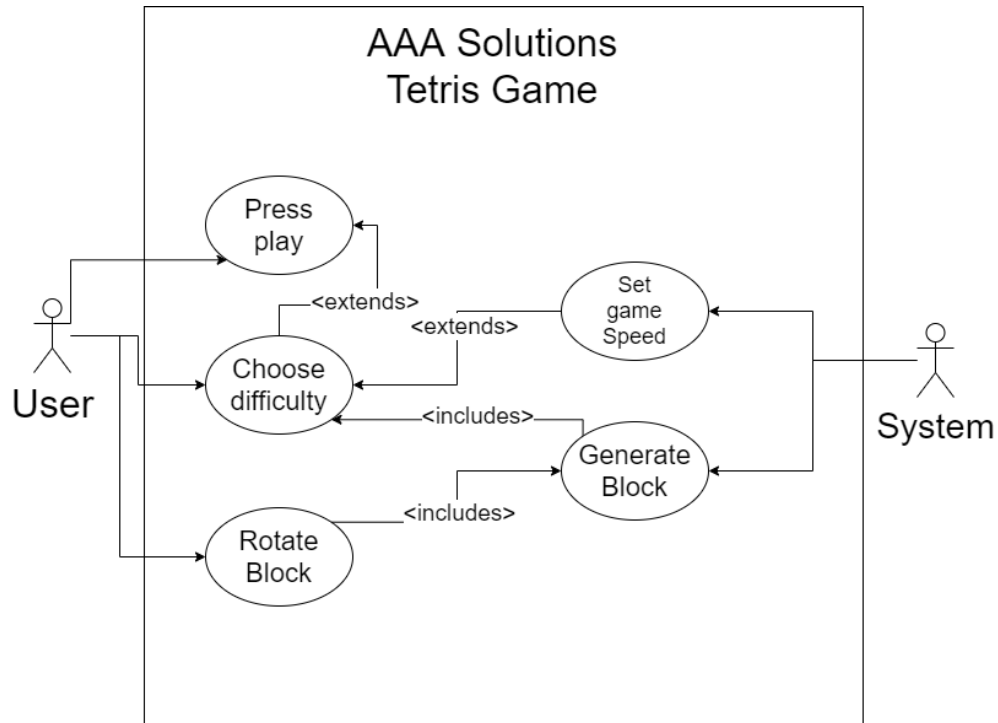 AAA Solutions
Tetris Game
Press
play
<extends>
Set
game
Speed
<extends>
Choose
difficulty
User
System
<includes>
Generate
Block
<includes>
Rotate
Block